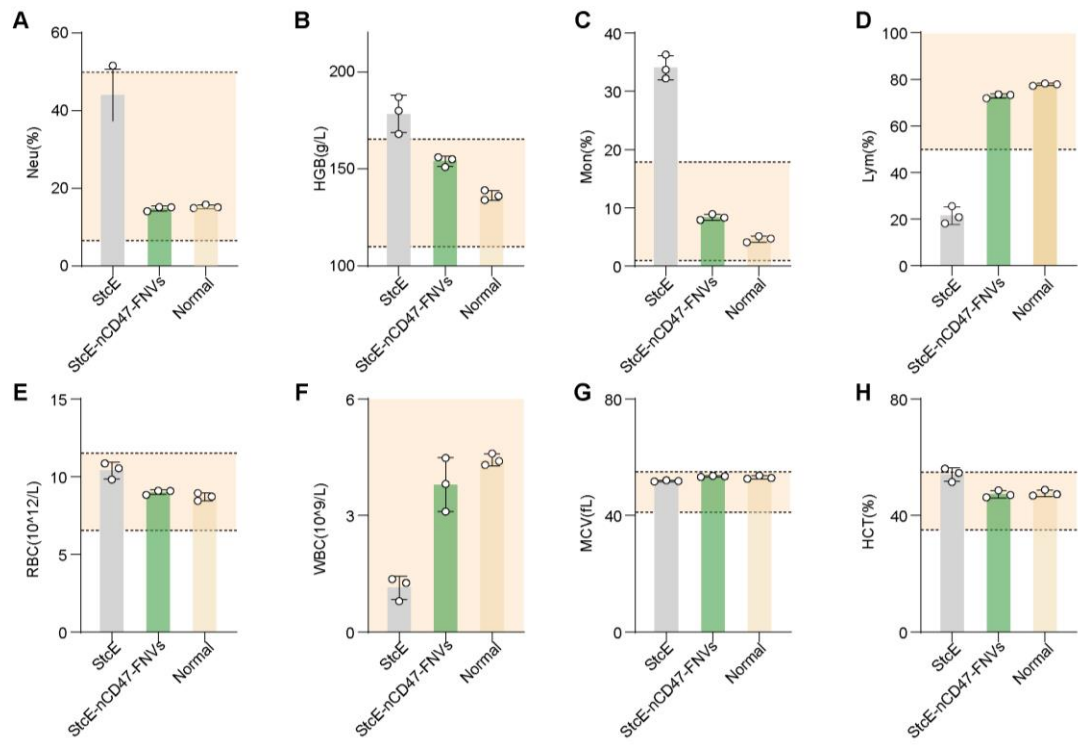 A
Neu(%)
60
40
20
0
StcE
StcE-nCD47-FNVs
Normal
B
HGB(g/L)
200
150
100
StcE
StcE-nCD47-FNVs
Normal
C
Mon(%)
40
30
20
10
0
StcE
StcE-nCD47-FNVs
Normal
D
Lym(%)
100
80
60
40
20
0
StcE
StcE-nCD47-FNVs
Normal
E
RBC(10^12/L)
15
10
5
0
StcE
StcE-nCD47-FNVs
Normal
F
WBC(10^9/L)
6
3
0
StcE
StcE-nCD47-FNVs
Normal
G
MCV(fL)
80
40
0
StcE
StcE-nCD47-FNVs
Normal
H
HCT(%)
80
40
0
StcE
StcE-nCD47-FNVs
Normal